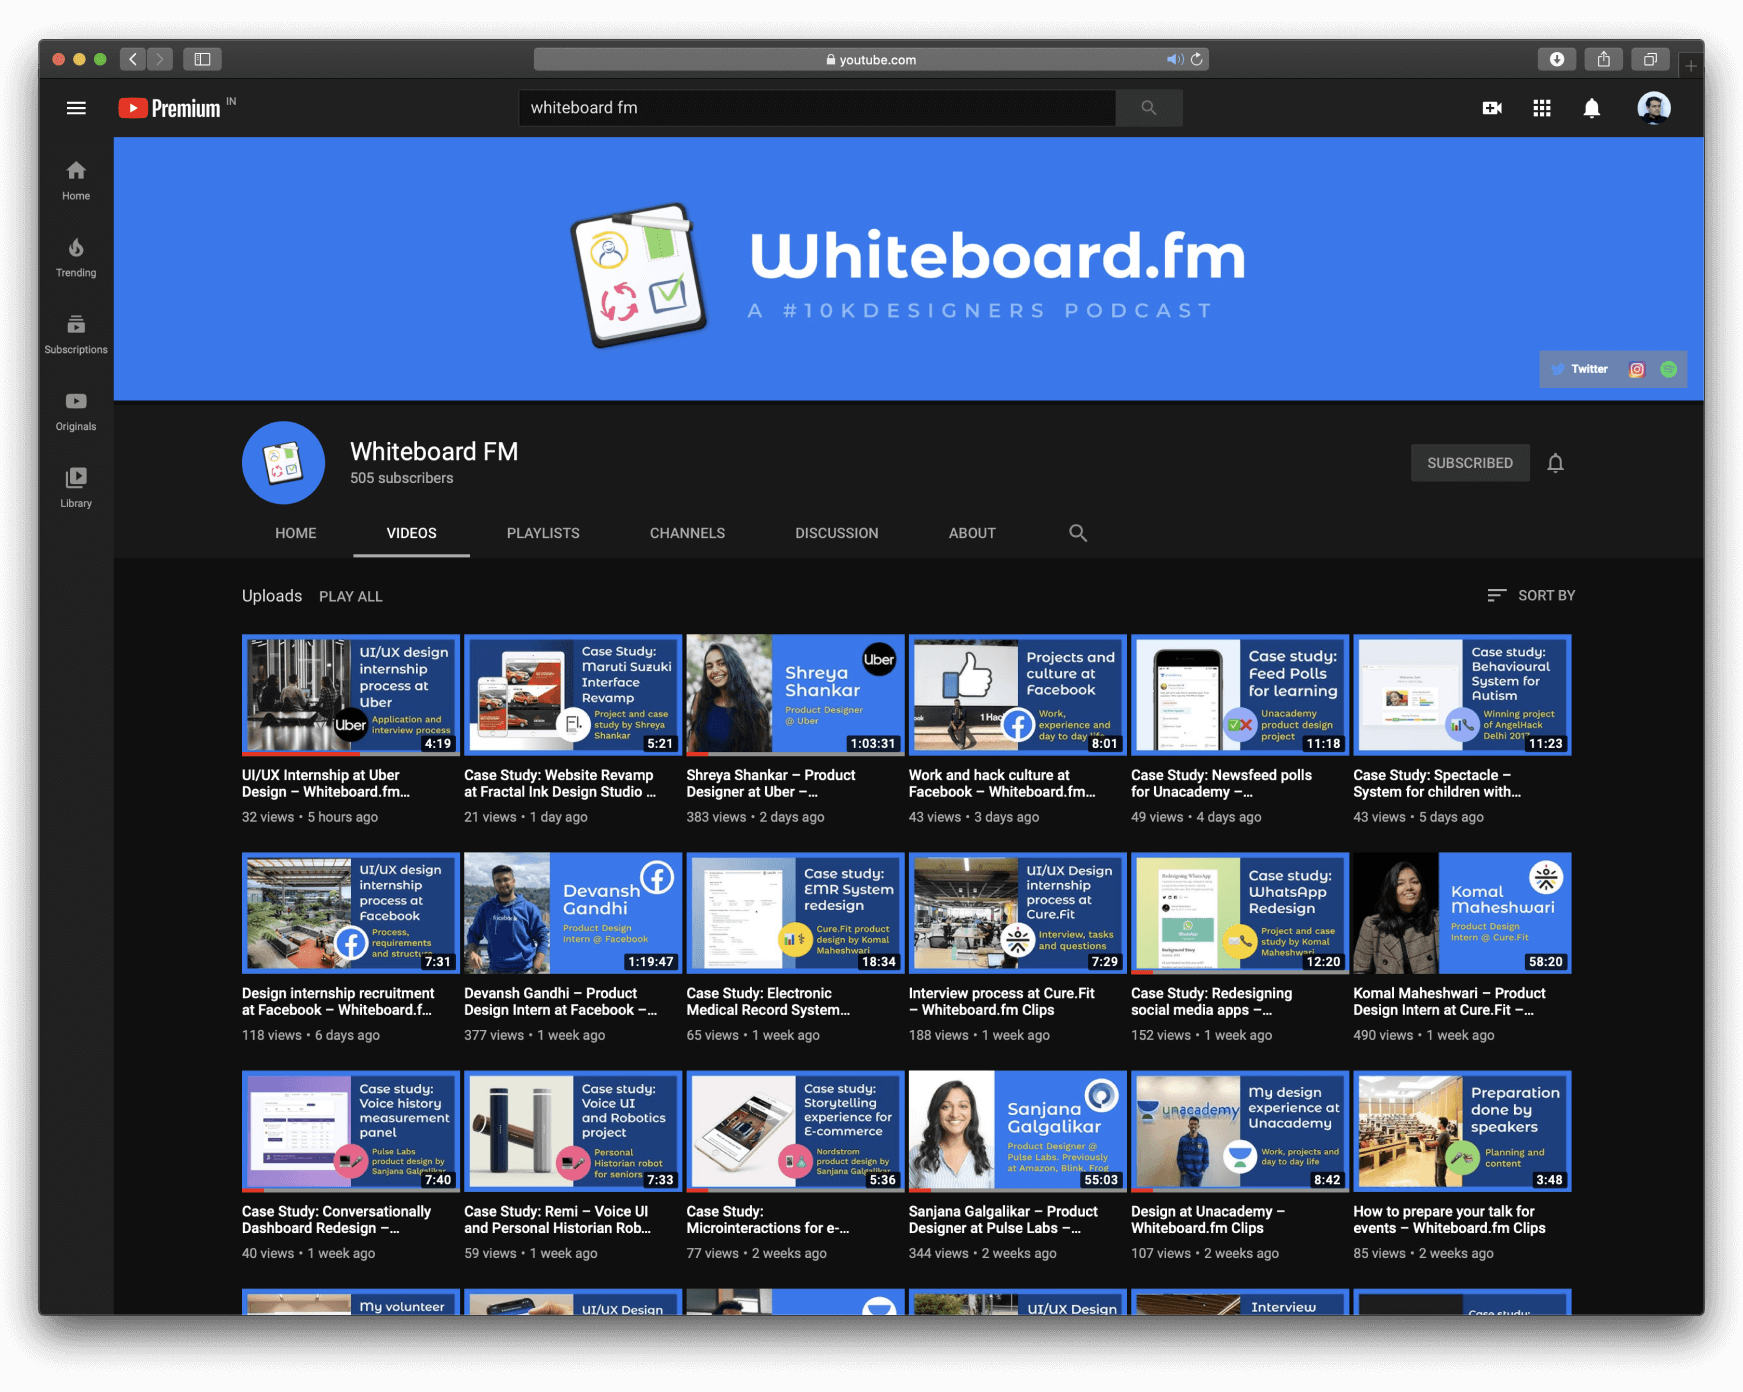 youtube.com
Premium IN
whiteboard fm
Home
Trending
Subscriptions
Originals
Library
Whiteboard.fm
A #10KDESIGNERS PODCAST
Twitter
Whiteboard FM
505 subscribers
SUBSCRIBED
HOME VIDEOS PLAYLISTS CHANNELS DISCUSSION ABOUT
Uploads PLAY ALL
SORT BY
UI/UX design
internship
process at
Uber
Uber
Application and
interview process
4:19
UI/UX Internship at Uber
Design – Whiteboard.fm...
32 views • 5 hours ago
Case Study:
Maruti Suzuki
Interface
Revamp
Project and case
study by Shreya
Shankar
5:21
Case Study: Website Revamp
at Fractal Ink Design Studio ...
21 views • 1 day ago
Uber
Shreya
Shankar
Product Designer
@ Uber
1:03:31
Shreya Shankar – Product
Designer at Uber –...
383 views • 2 days ago
Projects and
culture at
Facebook
1 Hac
Work,
experience and
day to day life
8:01
Work and hack culture at
Facebook – Whiteboard.fm...
43 views • 3 days ago
Case study:
Feed Polls
for learning
Unacademy
product design
project
11:18
Case Study: Newsfeed polls
for Unacademy –...
49 views • 4 days ago
Case study:
Behavioural
System for
Autism
Winning project
of AngelHack
Delhi 2017
11:23
Case Study: Spectacle –
System for children with...
43 views • 5 days ago
UI/UX design
internship
process at
Facebook
Process,
requirements
and structure
7:31
Design internship recruitment
at Facebook – Whiteboard.f...
118 views • 6 days ago
Devansh
Gandhi
Product Design
Intern @ Facebook
facebook
1:19:47
Devansh Gandhi – Product
Design Intern at Facebook –...
377 views • 1 week ago
Case study:
EMR System
redesign
Cure.Fit product
design by Komal
Maheshwari
18:34
Case Study: Electronic
Medical Record System...
65 views • 1 week ago
UI/UX Design
internship
process at
Cure.Fit
Interview, tasks
and questions
7:29
Interview process at Cure.Fit
– Whiteboard.fm Clips
188 views • 1 week ago
Redesigning WhatsApp
WhatsApp
Background Story
Case study:
WhatsApp
Redesign
Project and case
study by Komal
Maheshwari
12:20
Case Study: Redesigning
social media apps –...
152 views • 1 week ago
Komal
Maheshwari
Product Design
Intern @ Cure.Fit
58:20
Komal Maheshwari – Product
Design Intern at Cure.Fit –...
490 views • 1 week ago
Case study:
Voice history
measurement
panel
Pulse Labs
product design by
Sanjana Galgalikar
7:40
Case Study: Conversationally
Dashboard Redesign –...
40 views • 1 week ago
Case study:
Voice UI
and Robotics
project
Personal
Historian robot
for seniors
7:33
Case Study: Remi – Voice UI
and Personal Historian Rob...
59 views • 1 week ago
Case study:
Storytelling
experience for
E-commerce
Nordstrom
product design by
Sanjana Galgalikar
5:36
Case Study:
Microinteractions for e-...
77 views • 2 weeks ago
Sanjana
Galgalikar
Product Designer @
Pulse Labs. Previously
at Amazon, Blink, Frog
55:03
Sanjana Galgalikar – Product
Designer at Pulse Labs –...
344 views • 2 weeks ago
unacademy
My design
experience at
Unacademy
Work, projects and
day to day life
8:42
Design at Unacademy –
Whiteboard.fm Clips
107 views • 2 weeks ago
Preparation
done by
speakers
Planning and
content
3:48
How to prepare your talk for
events – Whiteboard.fm Clips
85 views • 2 weeks ago
My volunteer
UI/UX Design
UI/UX Design
Interview
Case study: